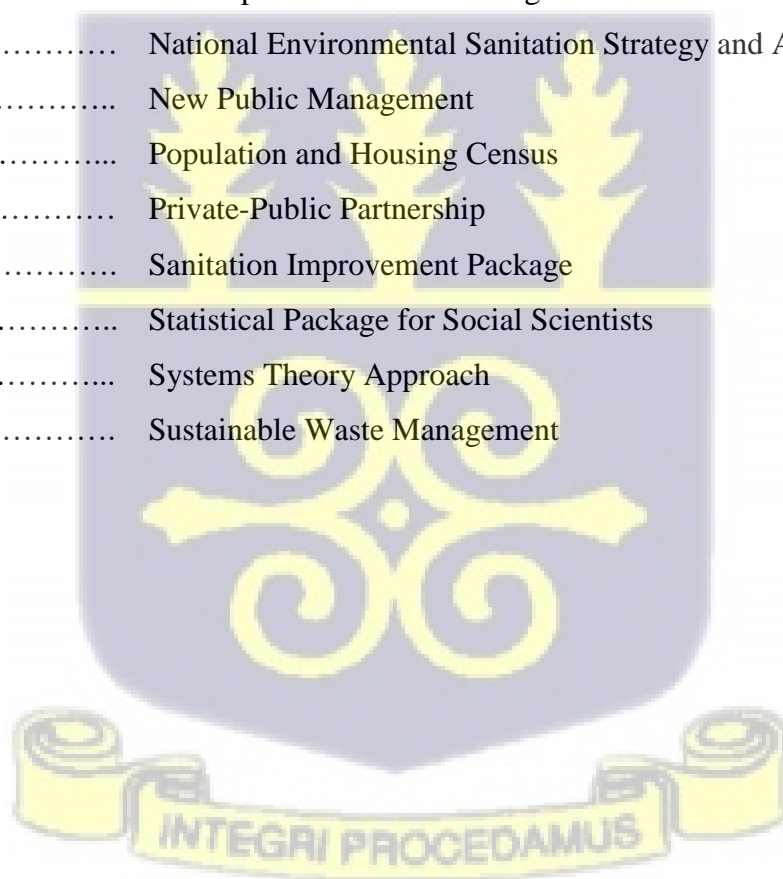 ………… National Environmental Sanitation Strategy and
………….. New Public Management
…………... Population and Housing Census
………… Private-Public Partnership
…………. Sanitation Improvement Package
………….. Statistical Package for Social Scientists
…………... Systems Theory Approach
…………. Sustainable Waste Management
INTEGRI PROCEDAMUS